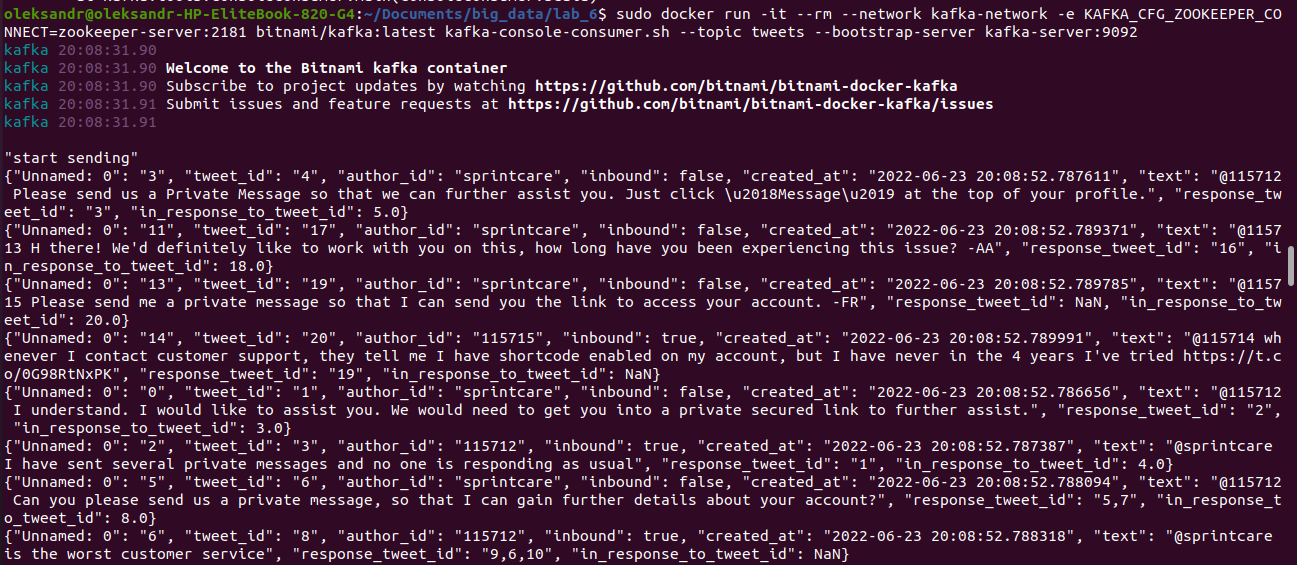 oleksandr@oleksandr-HP-EliteBook-820-G4:~/Documents/big_data/lab_6$ sudo docker run -it --rm --network kafka-network -e KAFKA_CFG_ZOOKEEPER_CO
NNECT=zookeeper-server:2181 bitnami/kafka:latest kafka-console-consumer.sh --topic tweets --bootstrap-server kafka-server:9092
kafka 20:08:31.90
kafka 20:08:31.90 Welcome to the Bitnami kafka container
kafka 20:08:31.90 Subscribe to project updates by watching https://github.com/bitnami/bitnami-docker-kafka
kafka 20:08:31.91 Submit issues and feature requests at https://github.com/bitnami/bitnami-docker-kafka/issues
kafka 20:08:31.91
"start sending"
{"Unnamed: 0": "3", "tweet_id": "4", "author_id": "sprintcare", "inbound": false, "created_at": "2022-06-23 20:08:52.787611", "text": "@115712
 Please send us a Private Message so that we can further assist you. Just click \u2018Message\u2019 at the top of your profile.", "response_tw
eet_id": "3", "in_response_to_tweet_id": 5.0}
{"Unnamed: 0": "11", "tweet_id": "17", "author_id": "sprintcare", "inbound": false, "created_at": "2022-06-23 20:08:52.789371", "text": "@1157
13 H there! We'd definitely like to work with you on this, how long have you been experiencing this issue? -AA", "response_tweet_id": "16", "i
n_response_to_tweet_id": 18.0}
{"Unnamed: 0": "13", "tweet_id": "19", "author_id": "sprintcare", "inbound": false, "created_at": "2022-06-23 20:08:52.789785", "text": "@1157
15 Please send me a private message so that I can send you the link to access your account. -FR", "response_tweet_id": NaN, "in_response_to_tw
eet_id": 20.0}
{"Unnamed: 0": "14", "tweet_id": "20", "author_id": "115715", "inbound": true, "created_at": "2022-06-23 20:08:52.789991", "text": "@115714 wh
enever I contact customer support, they tell me I have shortcode enabled on my account, but I have never in the 4 years I've tried https://t.c
o/0G98RtNxPK", "response_tweet_id": "19", "in_response_to_tweet_id": NaN}
{"Unnamed: 0": "0", "tweet_id": "1", "author_id": "sprintcare", "inbound": false, "created_at": "2022-06-23 20:08:52.786656", "text": "@115712
 I understand. I would like to assist you. We would need to get you into a private secured link to further assist.", "response_tweet_id": "2",
 "in_response_to_tweet_id": 3.0}
{"Unnamed: 0": "2", "tweet_id": "3", "author_id": "115712", "inbound": true, "created_at": "2022-06-23 20:08:52.787387", "text": "@sprintcare
I have sent several private messages and no one is responding as usual", "response_tweet_id": "1", "in_response_to_tweet_id": 4.0}
{"Unnamed: 0": "5", "tweet_id": "6", "author_id": "sprintcare", "inbound": false, "created_at": "2022-06-23 20:08:52.788094", "text": "@115712
 Can you please send us a private message, so that I can gain further details about your account?", "response_tweet_id": "5,7", "in_response_t
o_tweet_id": 8.0}
{"Unnamed: 0": "6", "tweet_id": "8", "author_id": "115712", "inbound": true, "created_at": "2022-06-23 20:08:52.788318", "text": "@sprintcare
is the worst customer service", "response_tweet_id": "9,6,10", "in_response_to_tweet_id": NaN}